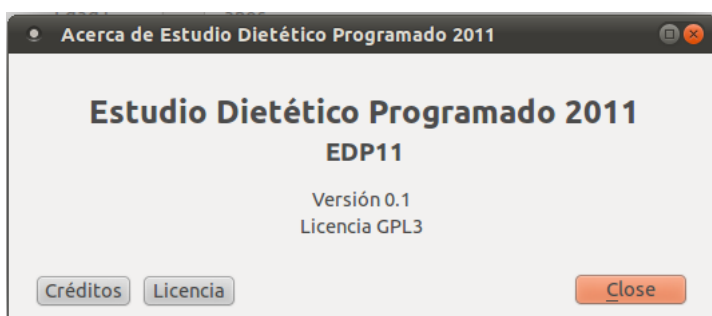 Acerca de Estudio Dietético Programado 2011
Estudio Dietético Programado 2011
EDP11
Versión 0.1
Licencia GPL3
Créditos Licencia Close